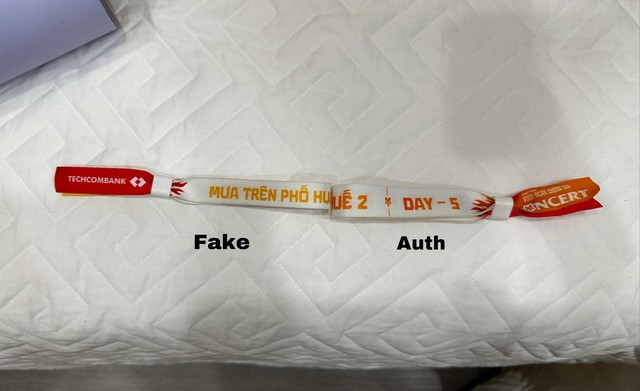 TECHCOMBANK
MƯA TRÊN PHỐ HUẾ 2
DAY - 5
CONCERT
Fake
Auth